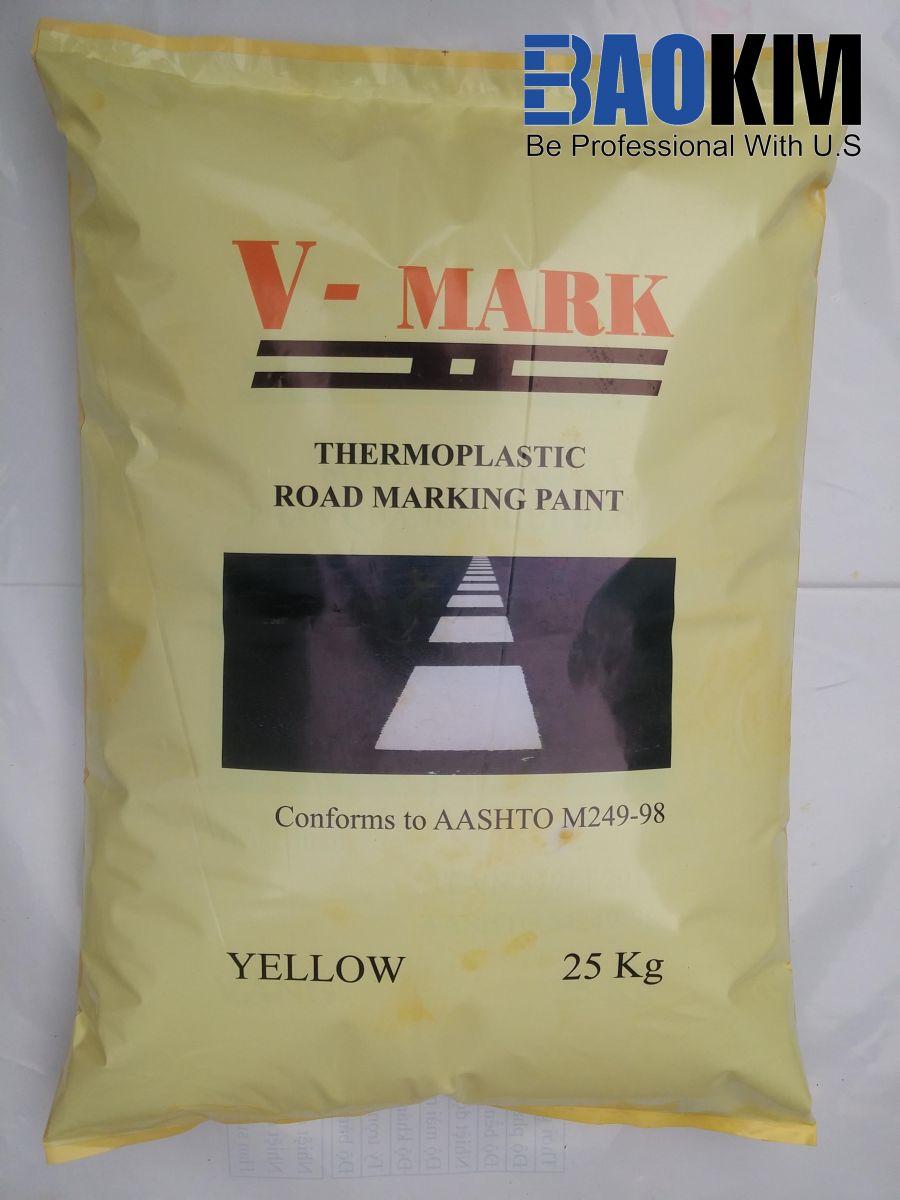 BAOKIM
Be Professional With U.S
V- MARK
THERMOPLASTIC
ROAD MARKING PAINT
Conforms to AASHTO M249-98
YELLOW 25 Kg